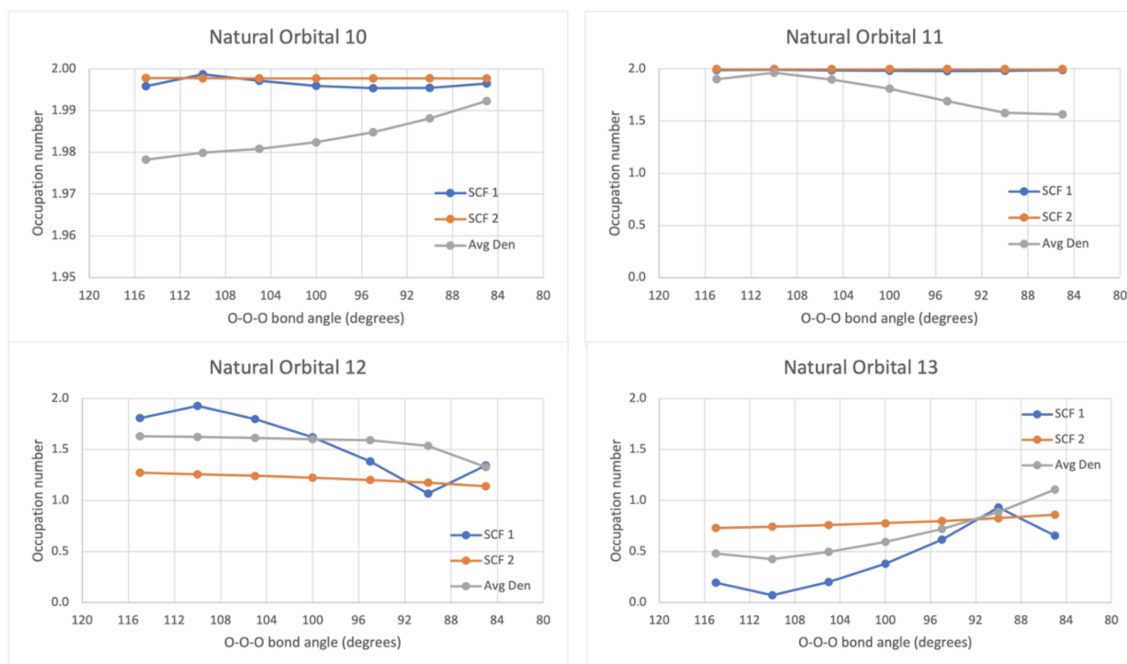 Natural Orbital 10
Occupation number
2.00
1.99
1.98
1.97
1.96
1.95
SCF 1
SCF 2
Avg Den
120 116 112 108 104 100 96 92 88 84 80
O-O-O bond angle (degrees)
Natural Orbital 11
Occupation number
2.0
1.5
1.0
0.5
0.0
SCF 1
SCF 2
Avg Den
120 116 112 108 104 100 96 92 88 84 80
O-O-O bond angle (degrees)
Natural Orbital 12
Occupation number
2.0
1.5
1.0
0.5
0.0
SCF 1
SCF 2
Avg Den
120 116 112 108 104 100 96 92 88 84 80
O-O-O bond angle (degrees)
Natural Orbital 13
Occupation number
2.0
1.5
1.0
0.5
0.0
SCF 1
SCF 2
Avg Den
120 116 112 108 104 100 96 92 88 84 80
O-O-O bond angle (degrees)